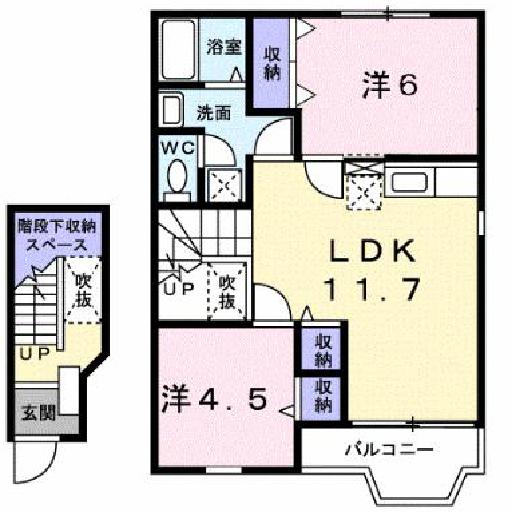 浴室
収納
洋6
洗面
WC
LDK
11.7
UP
吹抜
収納
収納
洋4.5
バルコニー
階段下収納
スペース
吹抜
UP
玄関